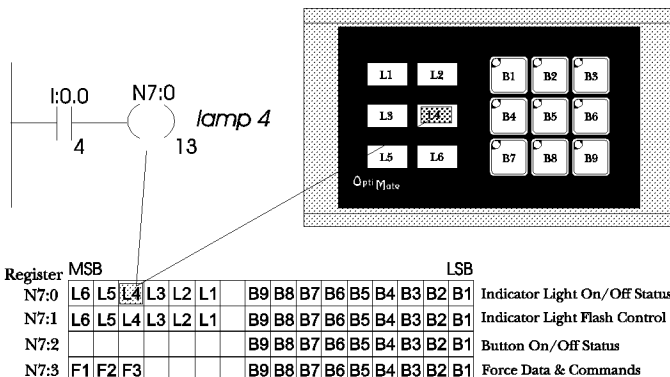 I:0.0 N7:0 lamp 4
4 13
L1 L2 B1 B2 B3
L3 L4 B4 B5 B6
L5 L6 B7 B8 B9
Opti Mate
Register MSB LSB
N7:0 L6 L5 L4 L3 L2 L1 B9 B8 B7 B6 B5 B4 B3 B2 B1 Indicator Light On/Off Status
N7:1 L6 L5 L4 L3 L2 L1 B9 B8 B7 B6 B5 B4 B3 B2 B1 Indicator Light Flash Control
N7:2 B9 B8 B7 B6 B5 B4 B3 B2 B1 Button On/Off Status
N7:3 F1 F2 F3 B9 B8 B7 B6 B5 B4 B3 B2 B1 Force Data & Commands